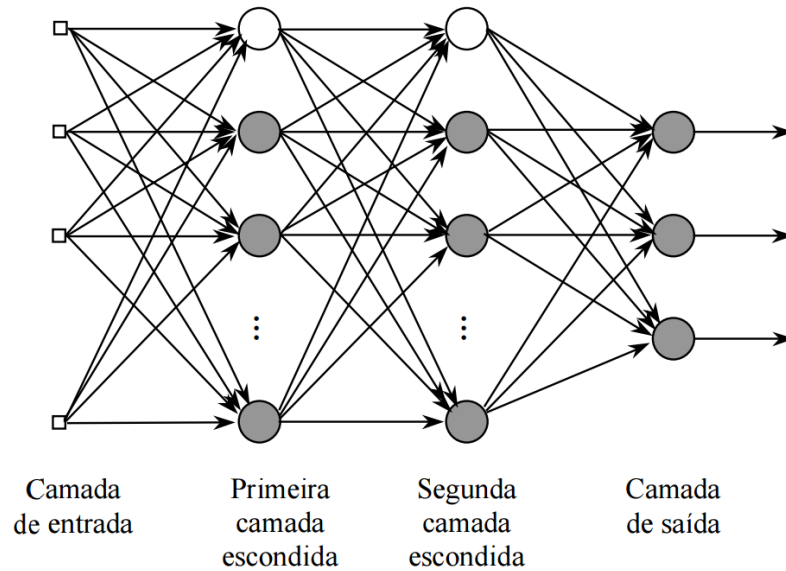 Camada
de entrada
Primeira
camada
escondida
Segunda
camada
escondida
Camada
de saída